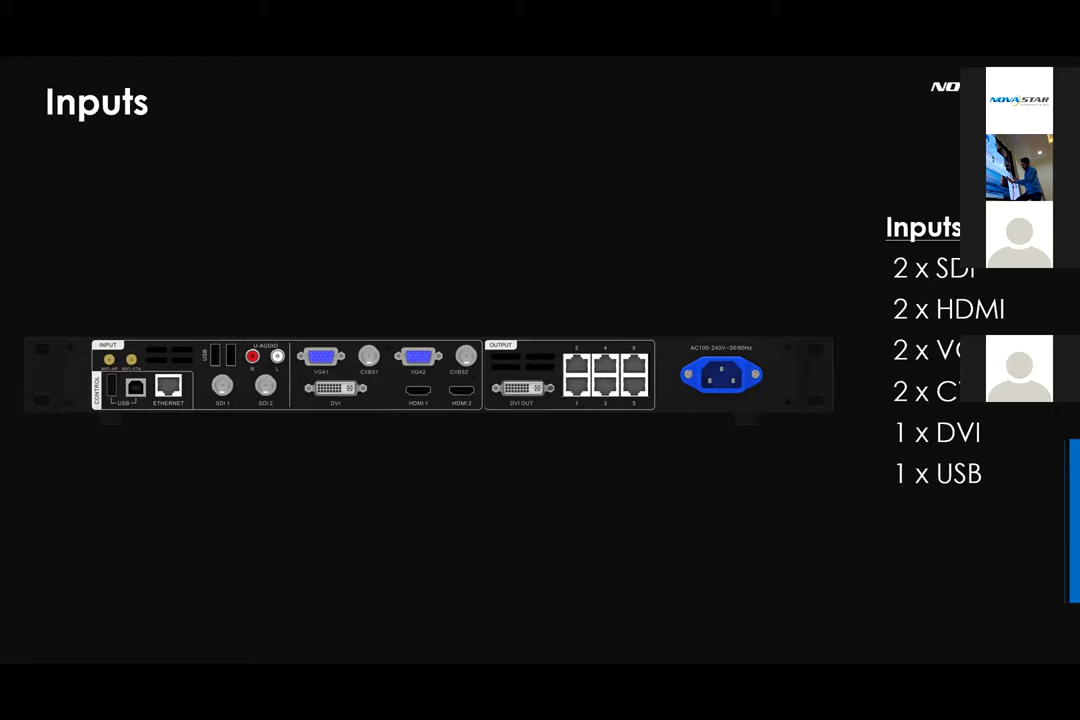 Inputs
NO
NOVASTAR
Inputs
2 x SDI
2 x HDMI
2 x V
2 x C
1 x DVI
1 x USB
INPUT
U-AUDIO
USB
R
L
WiFi-AP
WiFi-STA
CONTROL
USB
ETHERNET
SDI 1
SDI 2
VGA1
CVBS1
VGA2
CVBS2
DVI
HDMI 1
HDMI 2
OUTPUT
DVI OUT
2
4
6
1
3
5
AC100-240V~50/60Hz